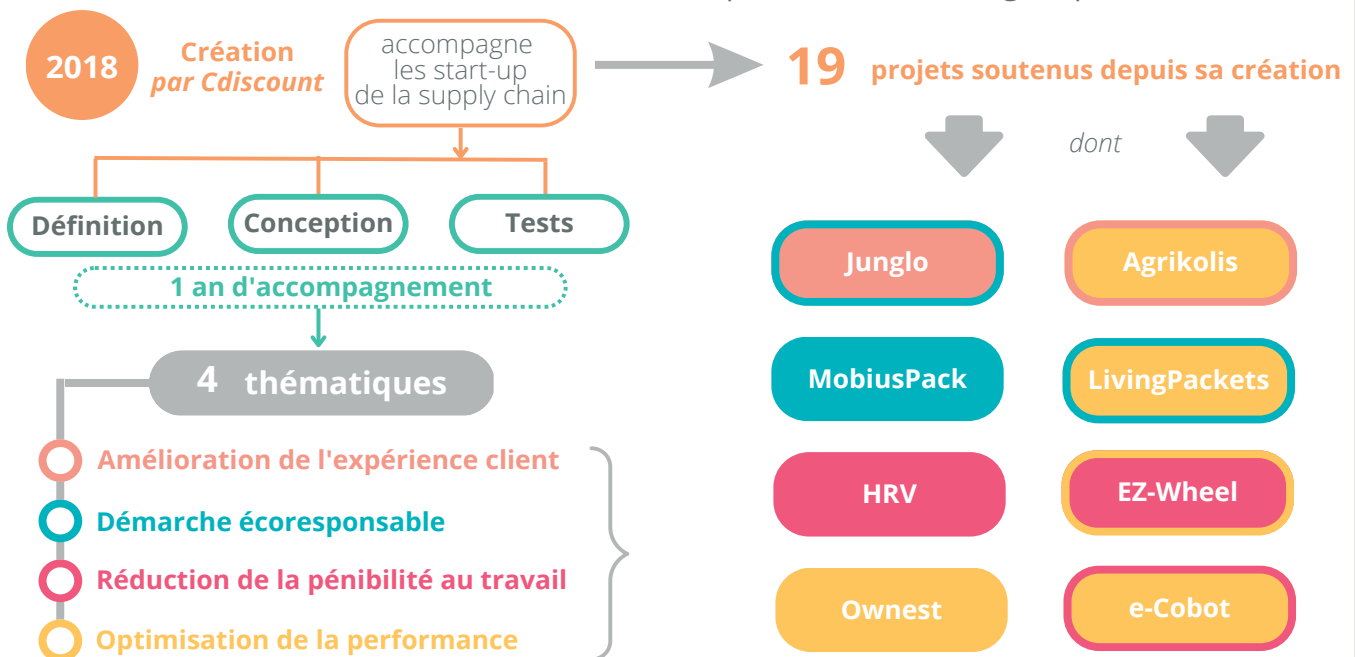 2018
Création
par Cdiscount
accompagne
les start-up
de la supply chain
19 projets soutenus depuis sa création
dont
Définition
Conception
Tests
1 an d'accompagnement
4 thématiques
Amélioration de l'expérience client
Démarche écoresponsable
Réduction de la pénibilité au travail
Optimisation de la performance
Junglo
Agrikolis
MobiusPack
LivingPackets
HRV
EZ-Wheel
Ownest
e-Cobot